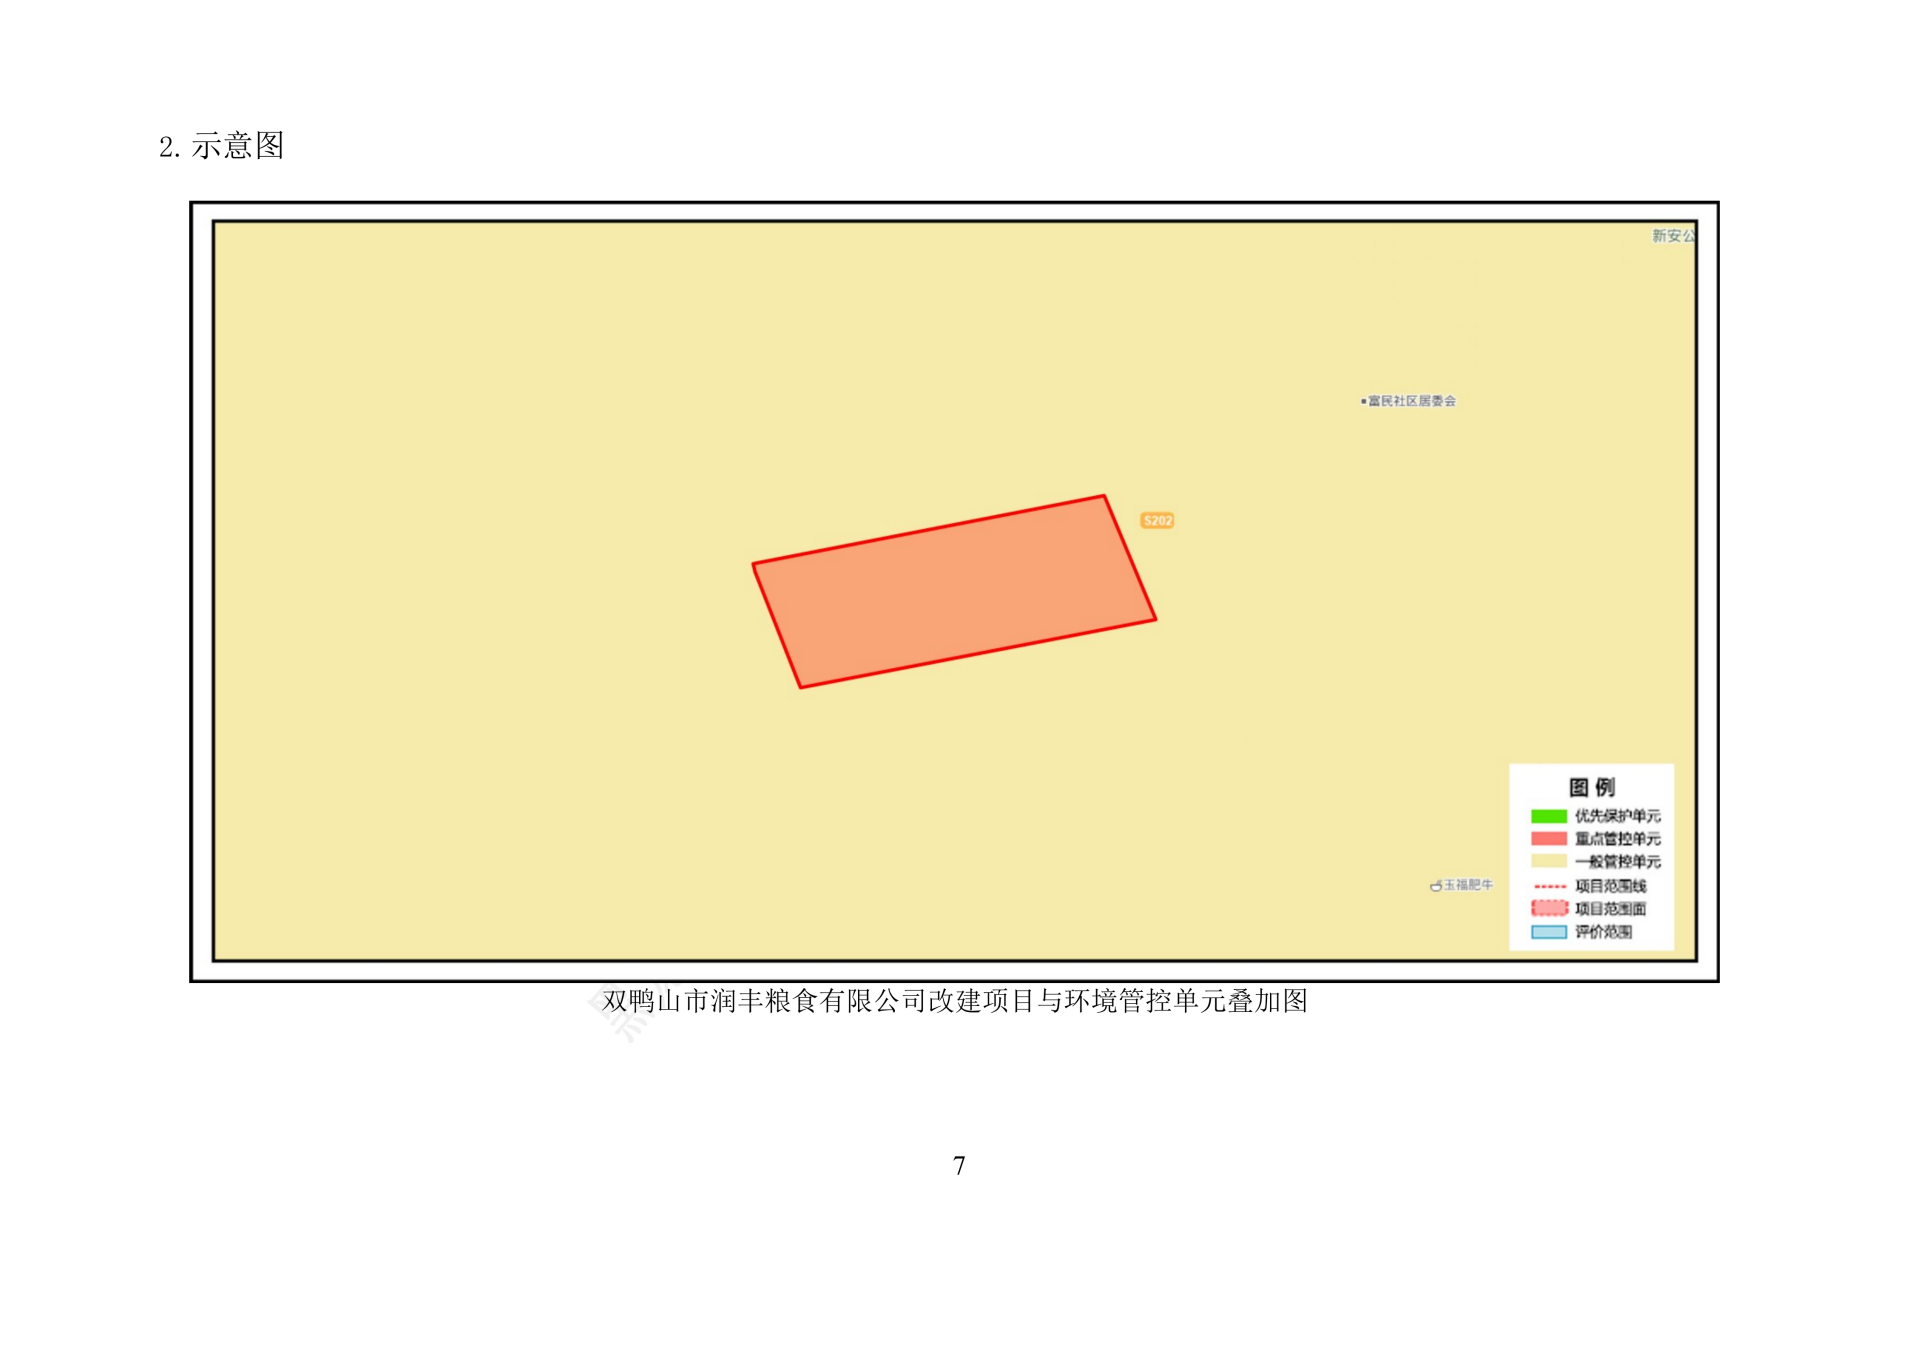 2. 示意图
新安公
富民社区居委会
S202
图例
优先保护单元
重点管控单元
一般管控单元
项目范围线
玉福肥牛
项目范围面
评价范围
双鸭山市润丰粮食有限公司改建项目与环境管控单元叠加图
7